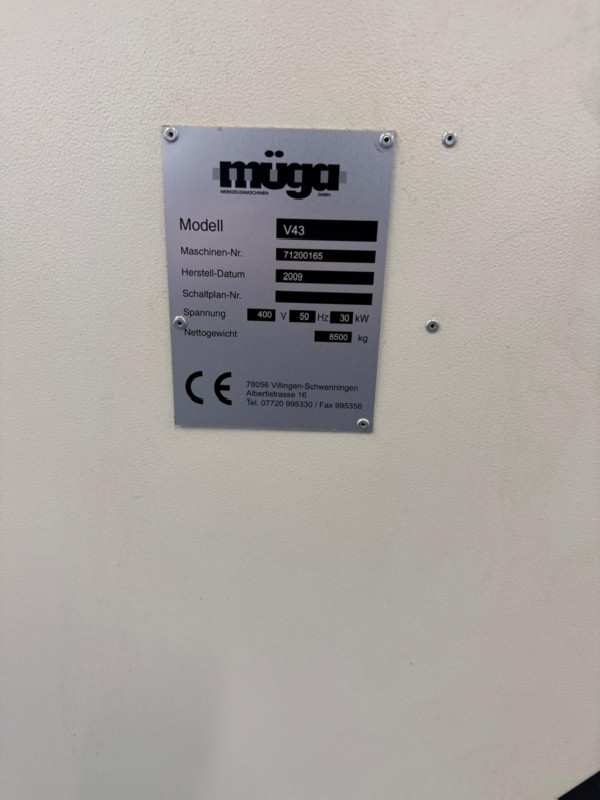 müga
WERKZEUGMASCHINEN GMBH
Modell V43
Maschinen-Nr. 71200165
Herstell-Datum 2009
Schaltplan-Nr.
Spannung 400 V 50 Hz 30 kW
Nettogewicht 8500 kg
CE 78056 Villingen-Schwenningen
Albertistrasse 16
Tel. 07720 995330 / Fax 995356